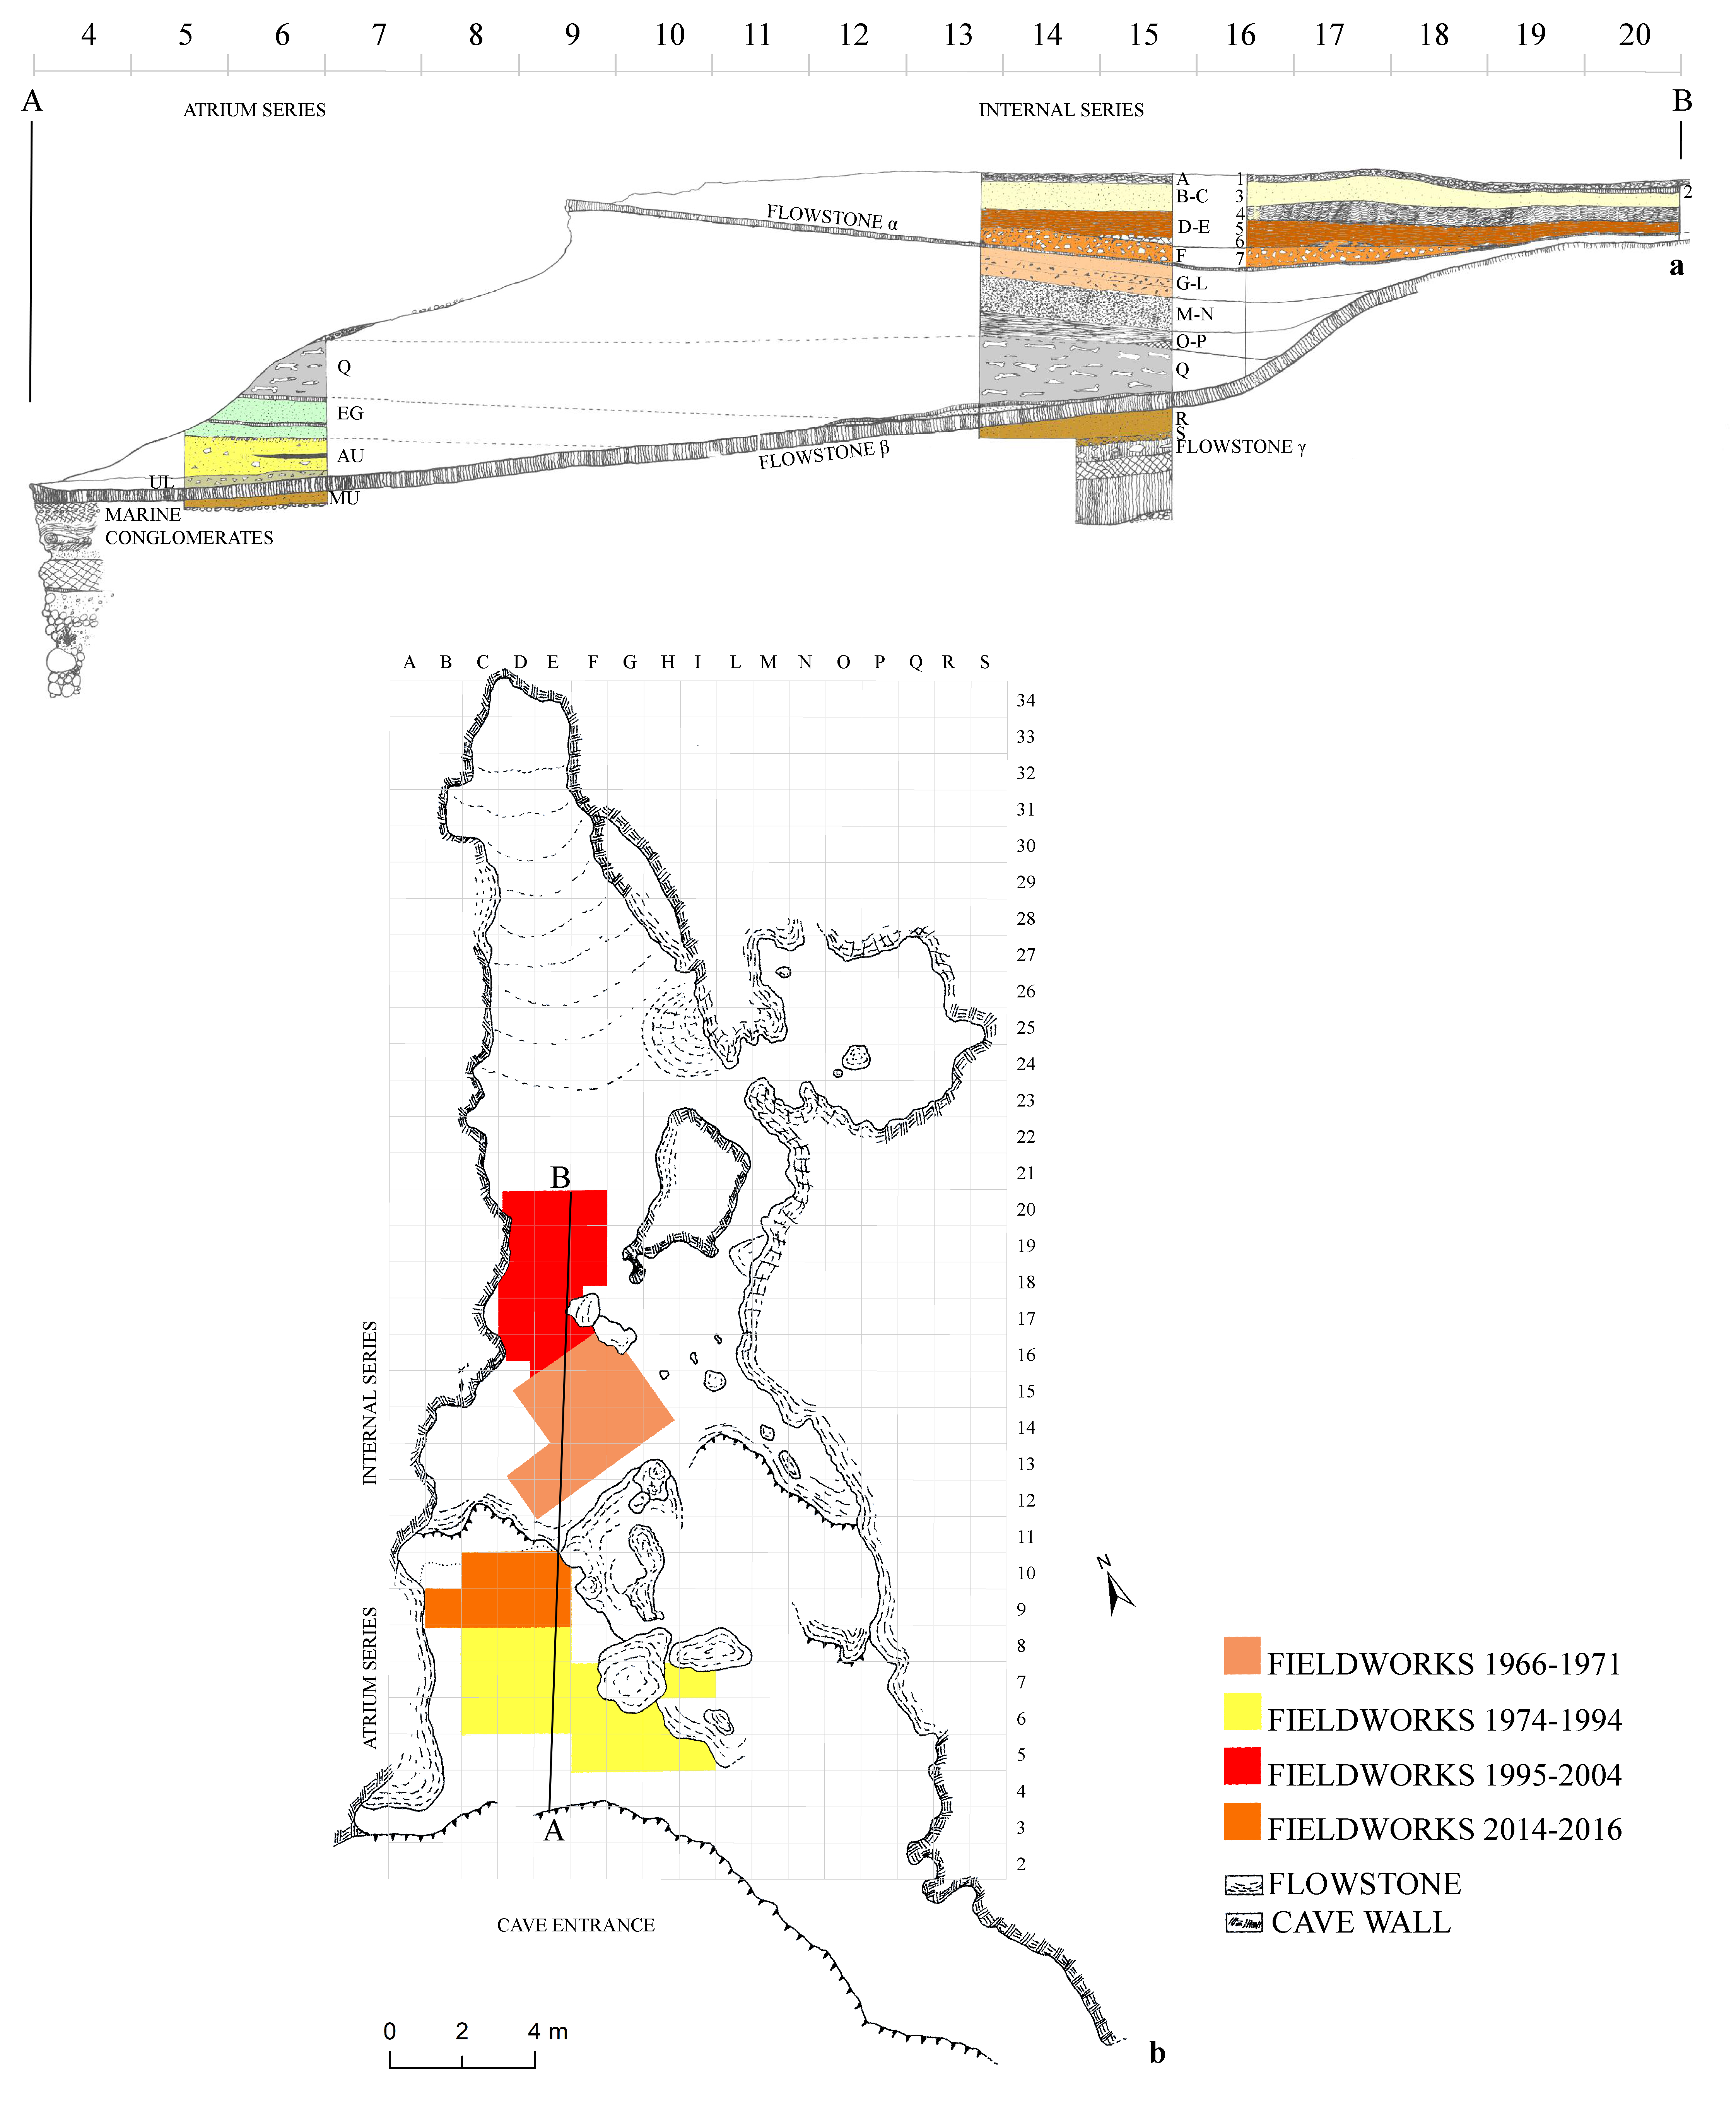 4 5 6 7 8 9 10 11 12 13 14 15 16 17 18 19 20
A B
ATRIUM SERIES INTERNAL SERIES
A 1
2
B-C 3
4
D-E 5
6
F 7
a
G-L
M-N
O-P
Q
R
S
FLOWSTONE γ
FLOWSTONE α
FLOWSTONE β
Q
EG
AU
UL
MU
MARINE
CONGLOMERATES
A B C D E F G H I L M N O P Q R S
34
33
32
31
30
29
28
27
26
25
24
23
22
21
20
19
18
17
16
15
14
13
12
11
10
9
8
7
6
5
4
3
2
B
INTERNAL SERIES
ATRIUM SERIES
A
N
CAVE ENTRANCE
FIELDWORKS 1966-1971
FIELDWORKS 1974-1994
FIELDWORKS 1995-2004
FIELDWORKS 2014-2016
FLOWSTONE
CAVE WALL
0 2 4 m
b